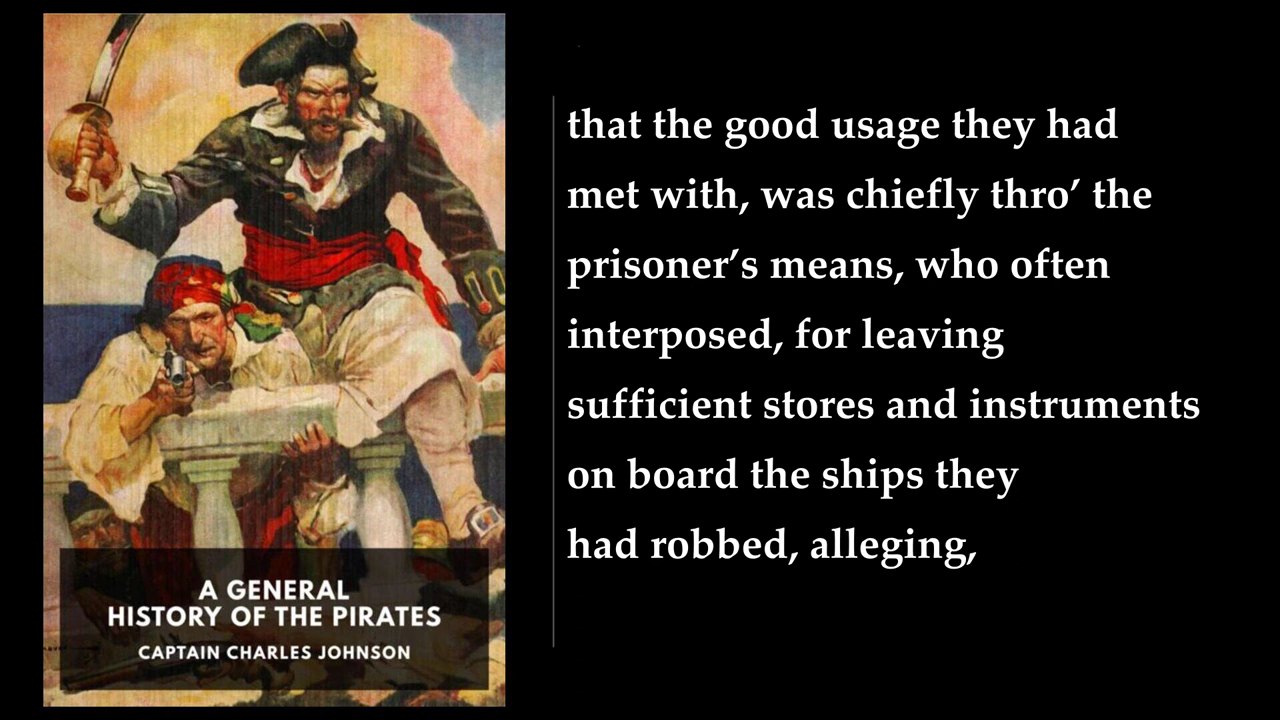 A GENERAL
HISTORY OF THE PIRATES
CAPTAIN CHARLES JOHNSON
that the good usage they had
met with, was chiefly thro’ the
prisoner’s means, who often
interposed, for leaving
sufficient stores and instruments
on board the ships they
had robbed, alleging,